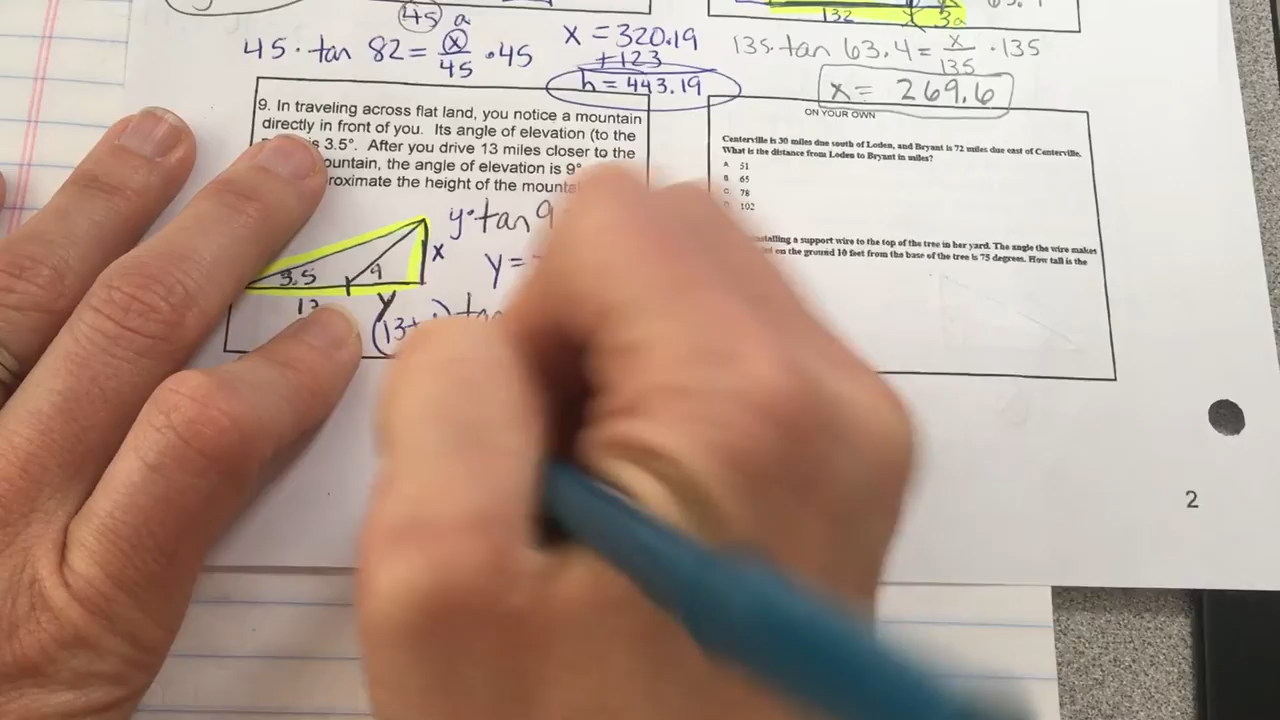 45 a
45 · tan 82 = x/45 · 45
x = 320.19
+123
h = 443.19
132
3a
135 · tan 63.4 = x/135 · 135
x = 269.6
9. In traveling across flat land, you notice a mountain
directly in front of you. Its angle of elevation (to the
is 3.5°. After you drive 13 miles closer to the
the angle of elevation is 9°
the height of the
3.5
9
x
y
y · tan 9
y =
(13+
ON YOUR OWN
Centerville is 30 miles due south of Loden, and Bryant is 72 miles due east of Centerville.
What is the distance from Loden to Bryant in miles?
A 51
B 65
C 78
D 102
a support wire to the top of the tree in her yard. The angle the wire makes
on the ground 10 feet from the base of the tree is 75 degrees. How tall is the
2